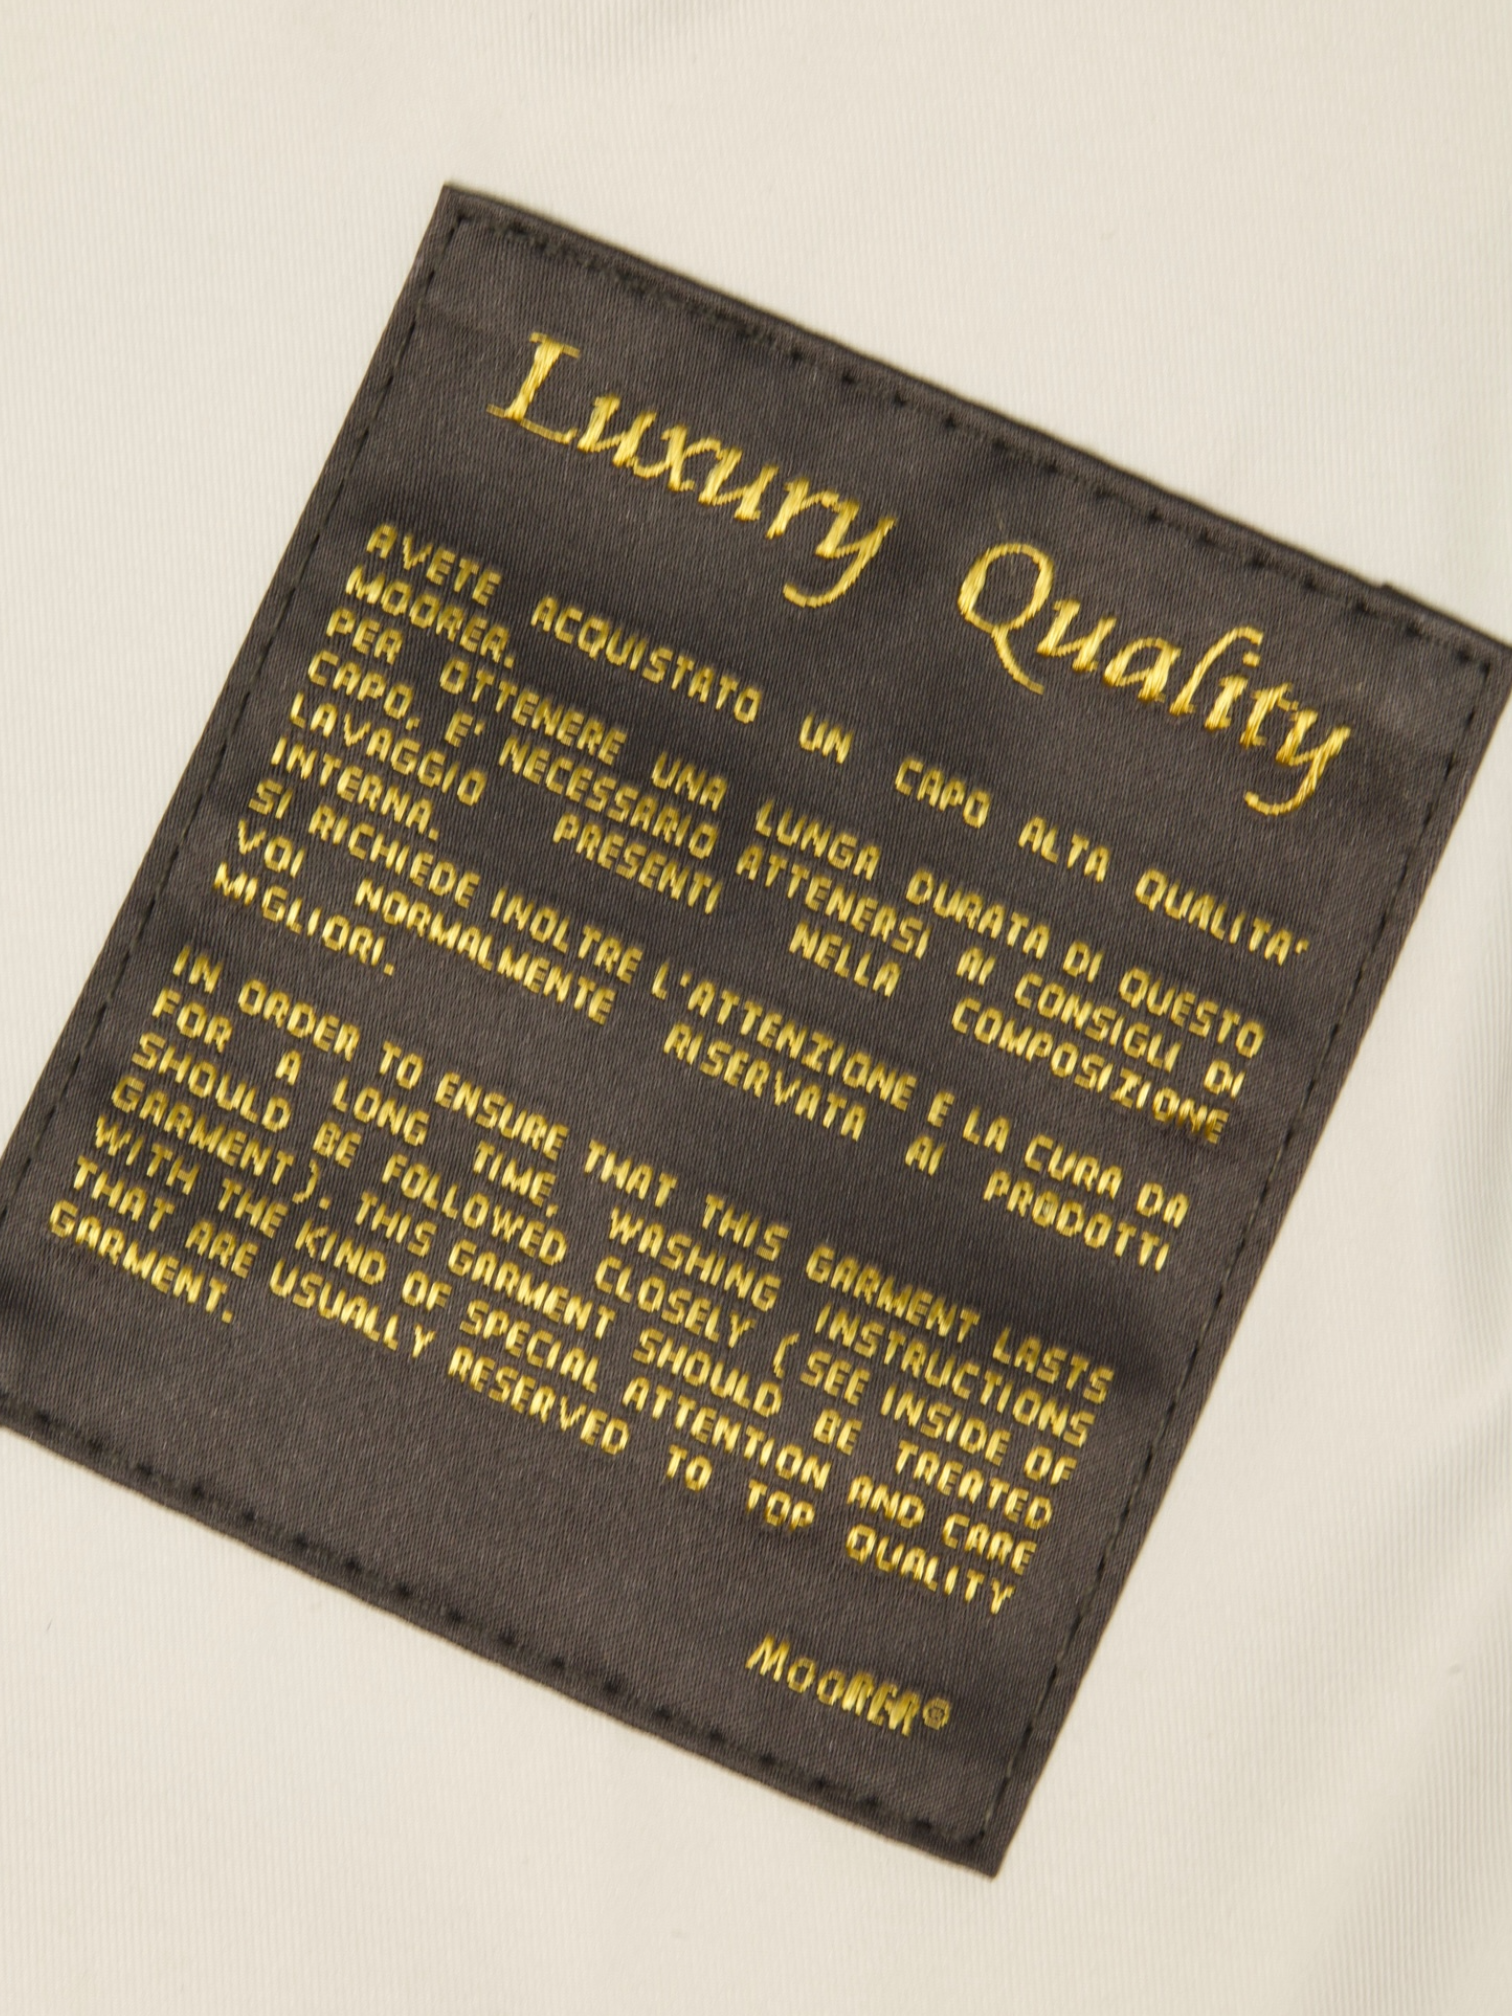 Luxury Quality
AVETE ACQUISTATO UN CAPO ALTA QUALITA'
MOORER.
PER OTTENERE UNA LUNGA DURATA DI QUESTO
CAPO, E' NECESSARIO ATTENERSI AI CONSIGLI DI
LAVAGGIO PRESENTI NELLA COMPOSIZIONE
INTERNA.
SI RICHIEDE INOLTRE L'ATTENZIONE E LA CURA DA
VOI NORMALMENTE RISERVATA AI PRODOTTI
MIGLIORI.
IN ORDER TO ENSURE THAT THIS GARMENT LASTS
FOR A LONG TIME, WASHING INSTRUCTIONS
SHOULD BE FOLLOWED CLOSELY ( SEE INSIDE OF
GARMENT ). THIS GARMENT SHOULD BE TREATED
WITH THE KIND OF SPECIAL ATTENTION AND CARE
THAT ARE USUALLY RESERVED TO TOP QUALITY
GARMENT.
MOORER®